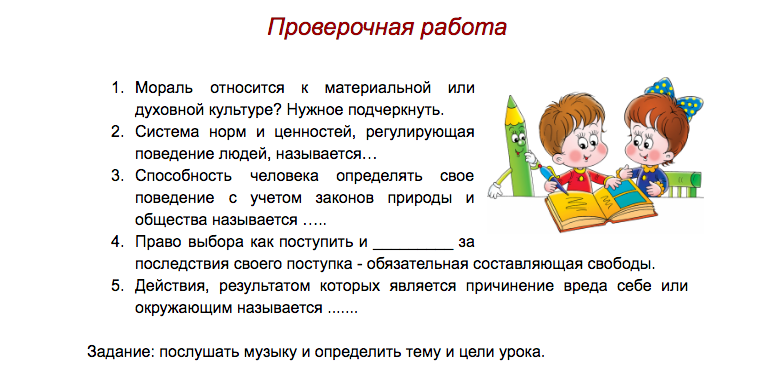 Проверочная работа
1. Мораль относится к материальной или
духовной культуре? Нужное подчеркнуть.
2. Система норм и ценностей, регулирующая
поведение людей, называется…
3. Способность человека определять свое
поведение с учетом законов природы и
общества называется …..
4. Право выбора как поступить и _________ за
последствия своего поступка - обязательная составляющая свободы.
5. Действия, результатом которых является причинение вреда себе или
окружающим называется .......
Задание: послушать музыку и определить тему и цели урока.